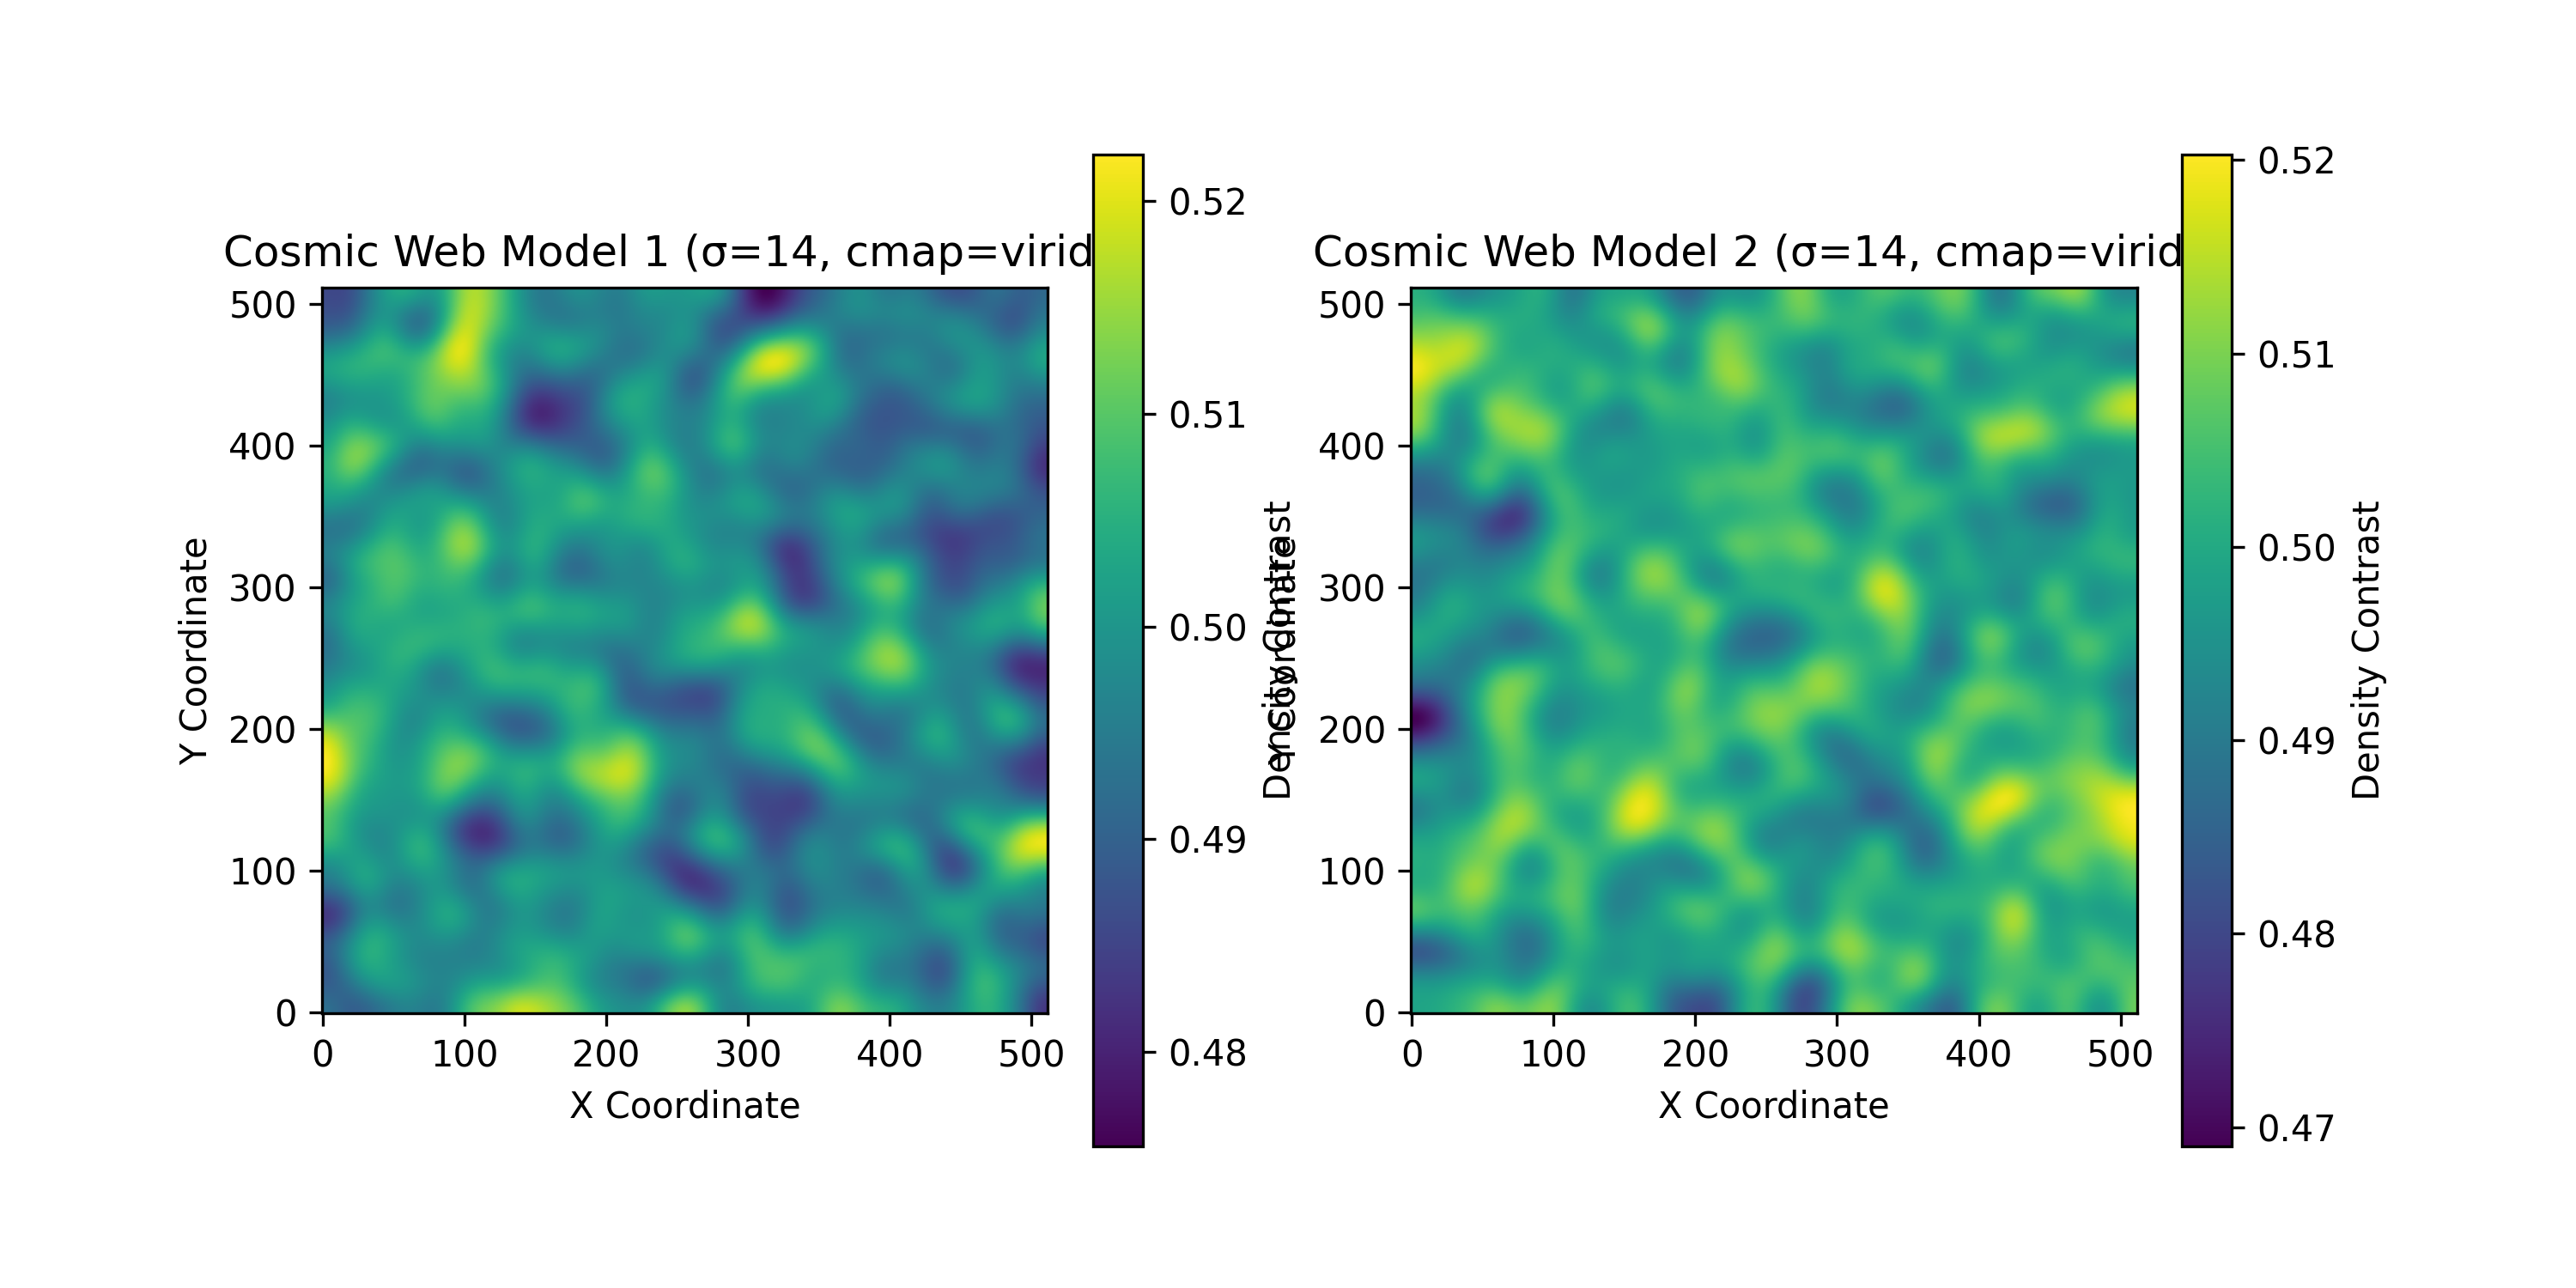 Cosmic Web Model 1 (σ=14, cmap=virid
500
400
300
200
100
0
Y Coordinate
0 100 200 300 400 500
X Coordinate
0.52
0.51
0.50
0.49
0.48
Density Contrast
Cosmic Web Model 2 (σ=14, cmap=virid
500
400
300
200
100
0
Y Coordinate
0 100 200 300 400 500
X Coordinate
0.52
0.51
0.50
0.49
0.48
0.47
Density Contrast